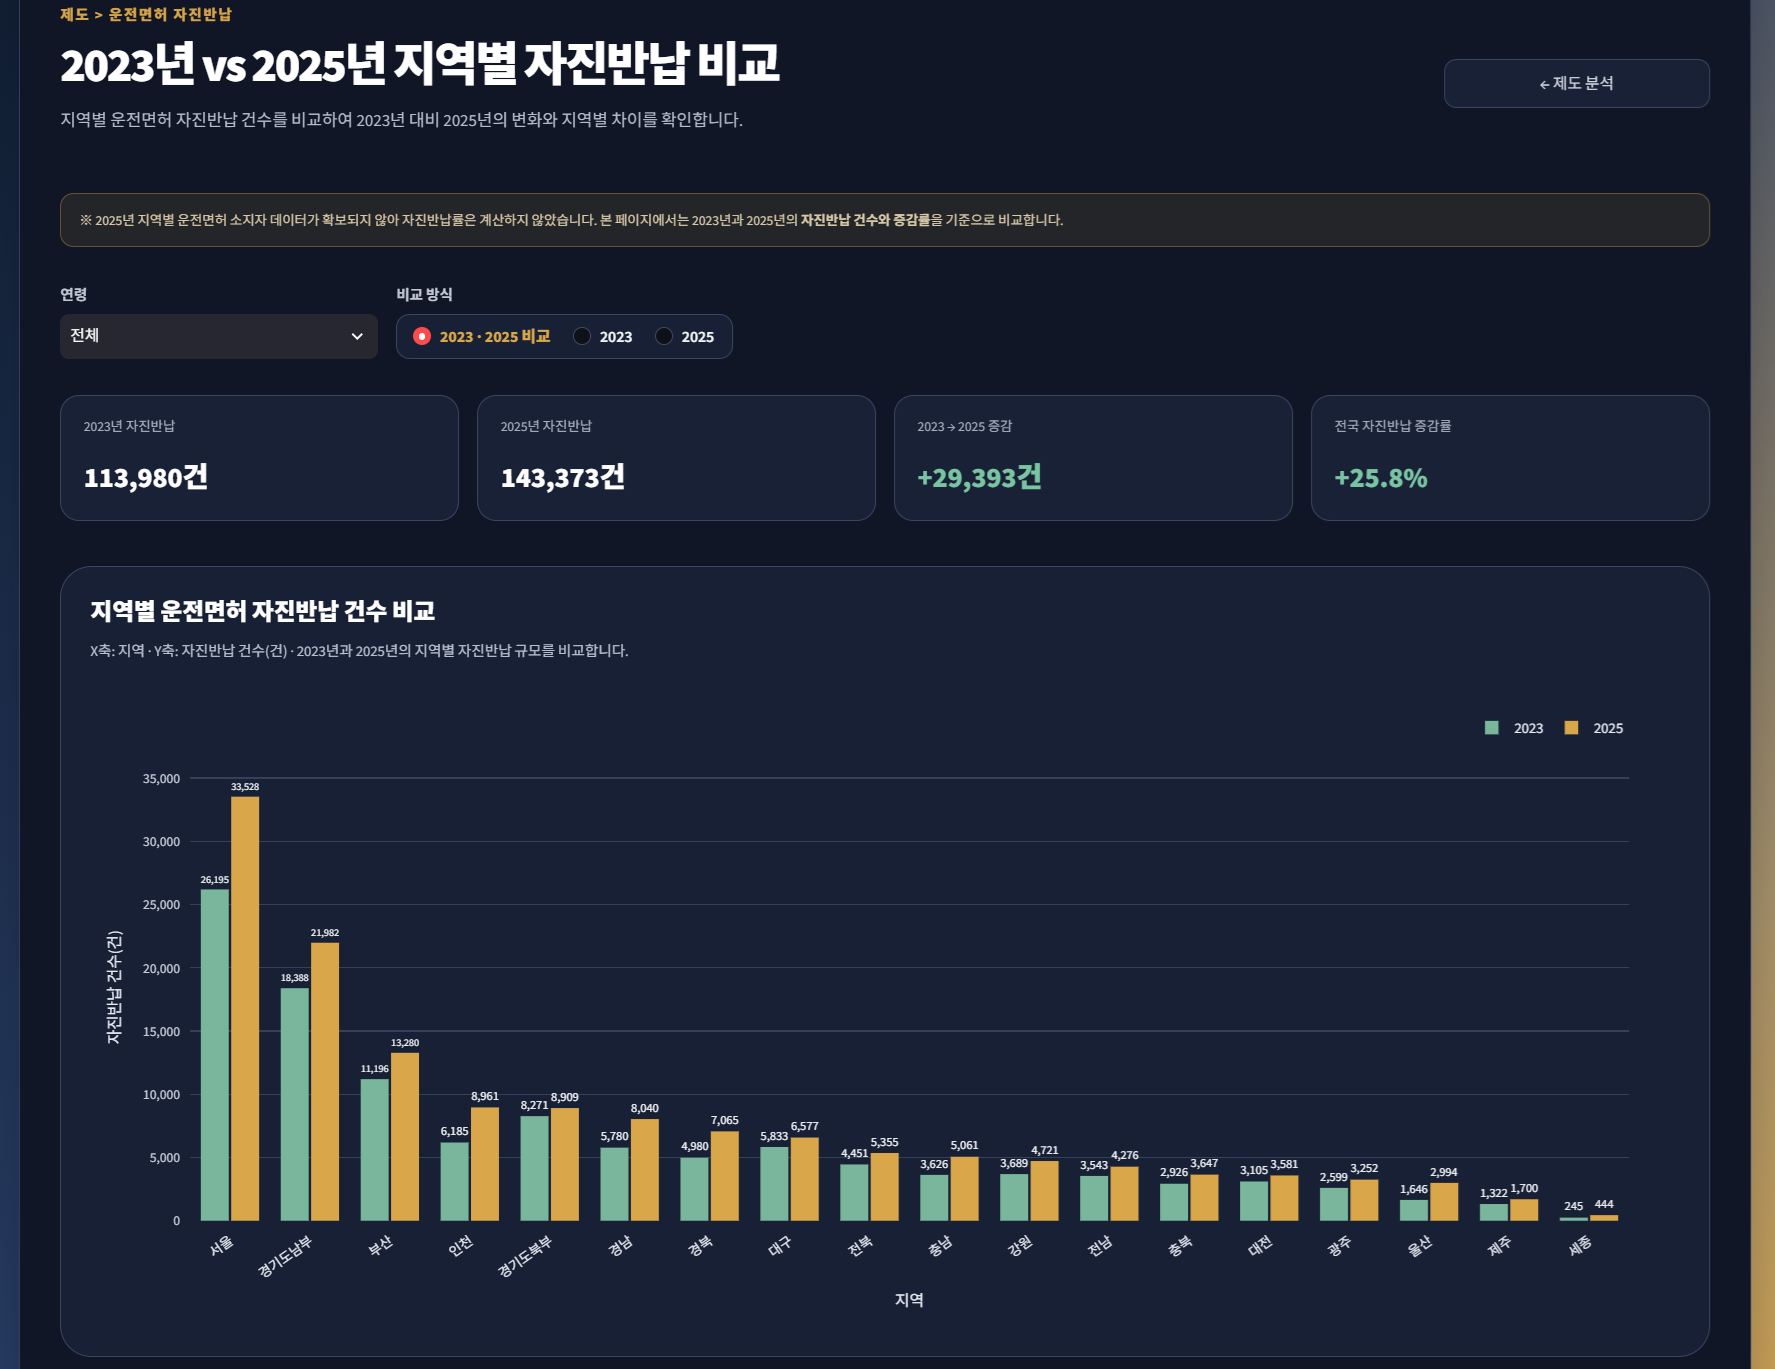 제도 > 운전면허 자진반납
2023년 vs 2025년 지역별 자진반납 비교
← 제도 분석
지역별 운전면허 자진반납 건수를 비교하여 2023년 대비 2025년의 변화와 지역별 차이를 확인합니다.
※ 2025년 지역별 운전면허 소지자 데이터가 확보되지 않아 자진반납률은 계산하지 않았습니다. 본 페이지에서는 2023년과 2025년의 자진반납 건수와 증감률을 기준으로 비교합니다.
연령
비교 방식
전체
2023 · 2025 비교
2023
2025
2023년 자진반납
113,980건
2025년 자진반납
143,373건
2023 → 2025 증감
+29,393건
전국 자진반납 증감률
+25.8%
지역별 운전면허 자진반납 건수 비교
X축: 지역 · Y축: 자진반납 건수(건) · 2023년과 2025년의 지역별 자진반납 규모를 비교합니다.
2023
2025
자진반납 건수(건)
35,000
30,000
25,000
20,000
15,000
10,000
5,000
0
26,195
33,528
18,388
21,982
11,196
13,280
6,185
8,961
8,271
8,909
5,780
8,040
4,980
7,065
5,833
6,577
4,451
5,355
3,626
5,061
3,689
4,721
3,543
4,276
2,926
3,647
3,105
3,581
2,599
3,252
1,646
2,994
1,322
1,700
245
444
서울
경기도남부
부산
인천
경기도북부
경남
경북
대구
전북
충남
강원
전남
충북
대전
광주
울산
제주
세종
지역